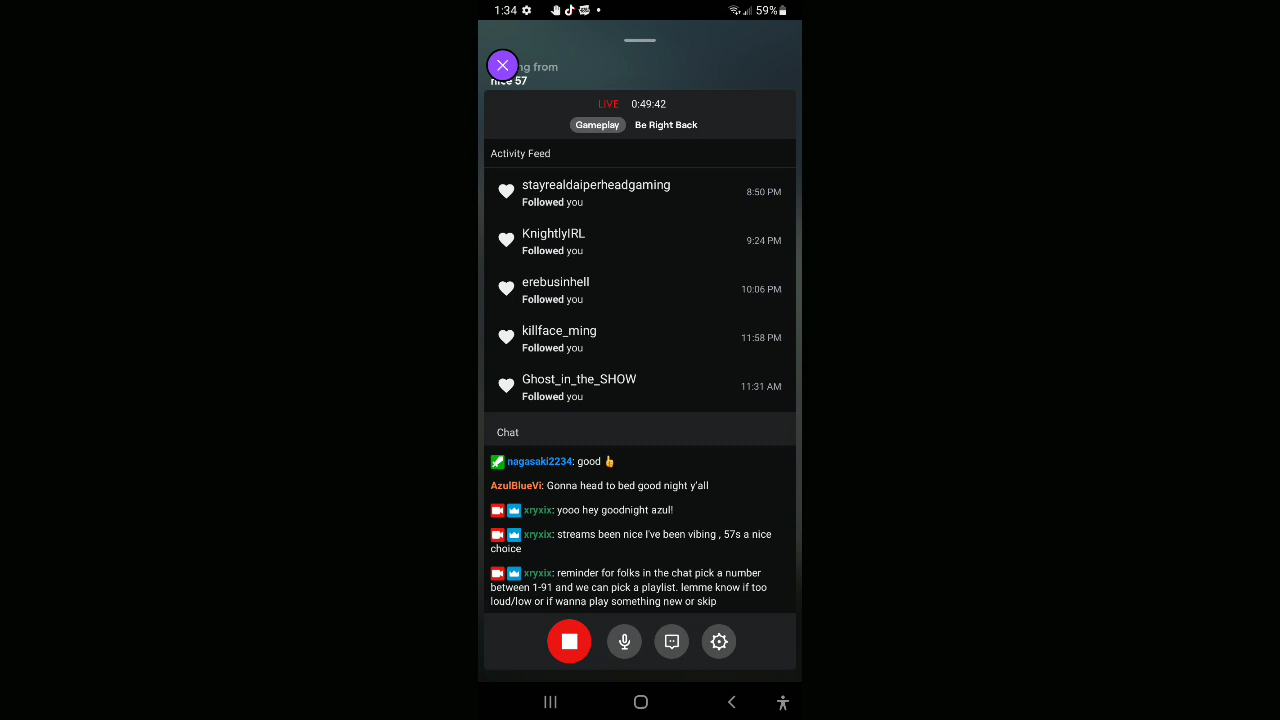 1:34 59%
ng from
nice 57
LIVE 0:49:42
Gameplay Be Right Back
Activity Feed
stayrealdaiperheadgaming
Followed you 8:50 PM
KnightlyIRL
Followed you 9:24 PM
erebusinhell
Followed you 10:06 PM
killface_ming
Followed you 11:58 PM
Ghost_in_the_SHOW
Followed you 11:31 AM
Chat
nagasaki2234: good 👍
AzulBlueVi: Gonna head to bed good night y'all
xryxix: yooo hey goodnight azul!
xryxix: streams been nice I've been vibing , 57s a nice
choice
xryxix: reminder for folks in the chat pick a number
between 1-91 and we can pick a playlist. lemme know if too
loud/low or if wanna play something new or skip